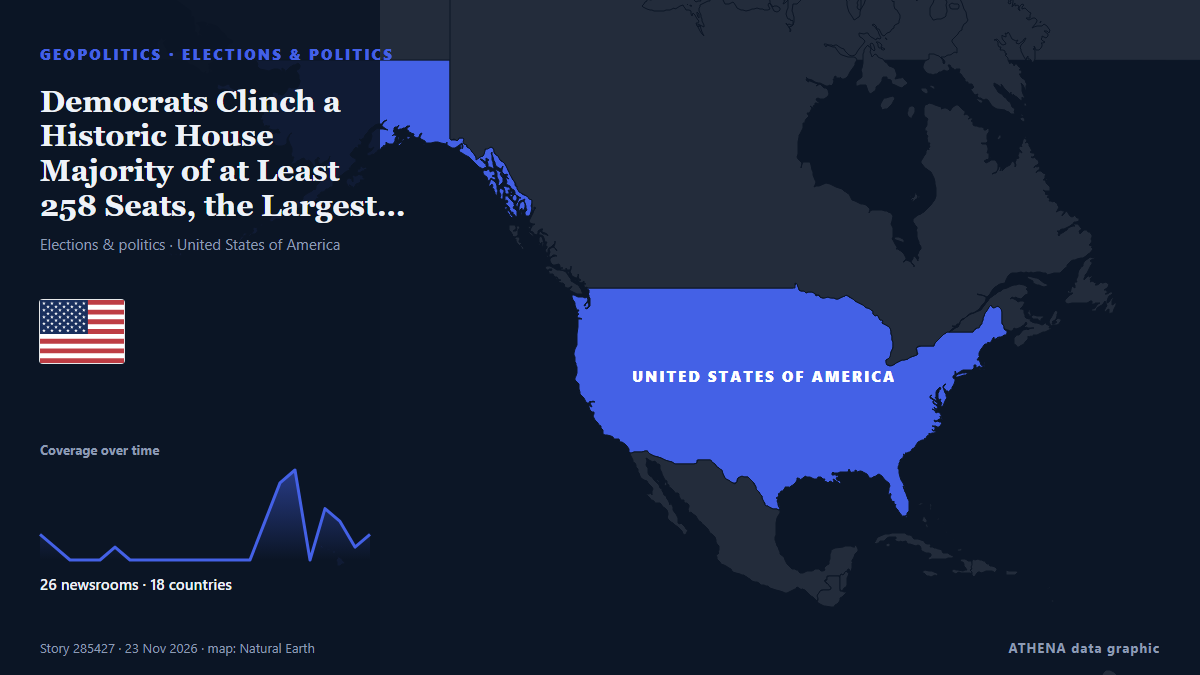 GEOPOLITICS · ELECTIONS & POLITICS
Democrats Clinch a
Historic House
Majority of at Least
258 Seats, the Largest...
Elections & politics · United States of America
UNITED STATES OF AMERICA
Coverage over time
26 newsrooms · 18 countries
Story 285427 · 23 Nov 2026 · map: Natural Earth
ATHENA data graphic